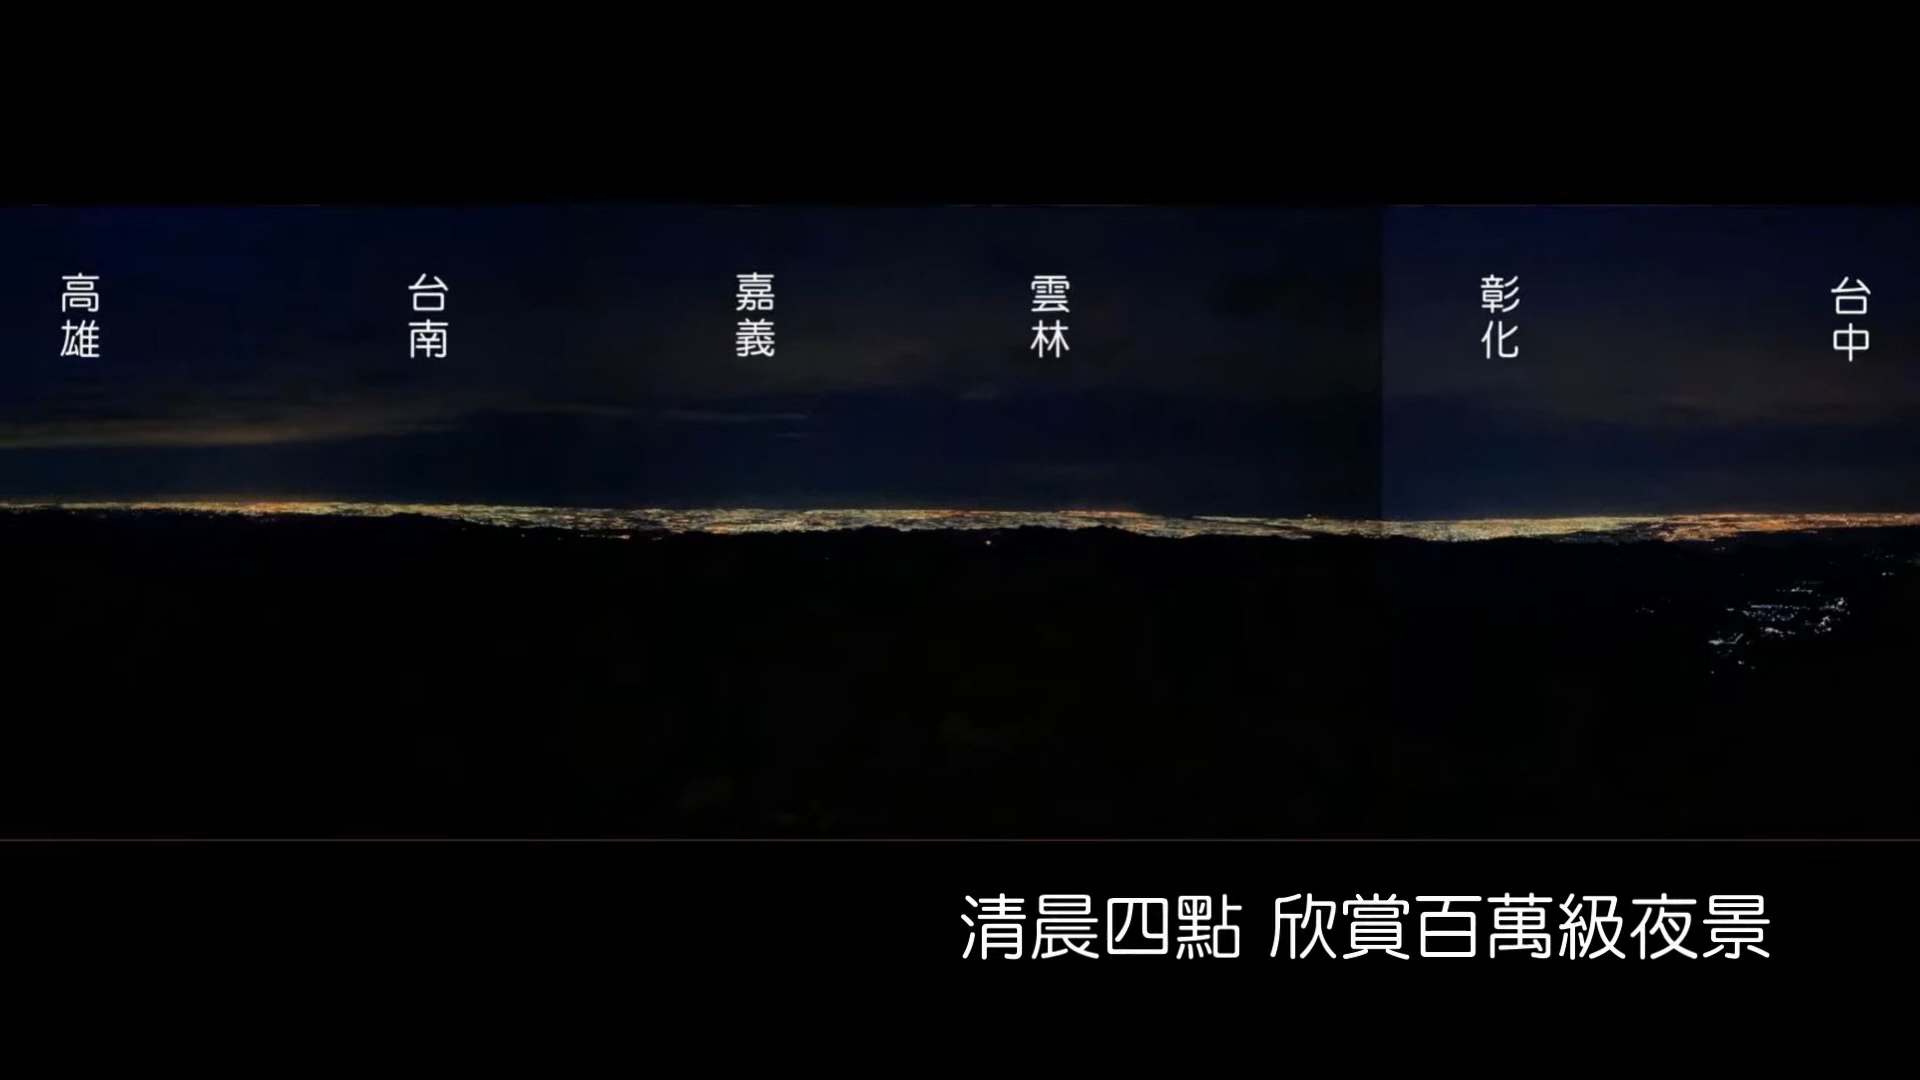 高雄
台南
嘉義
雲林
彰化
台中
清晨四點 欣賞百萬級夜景